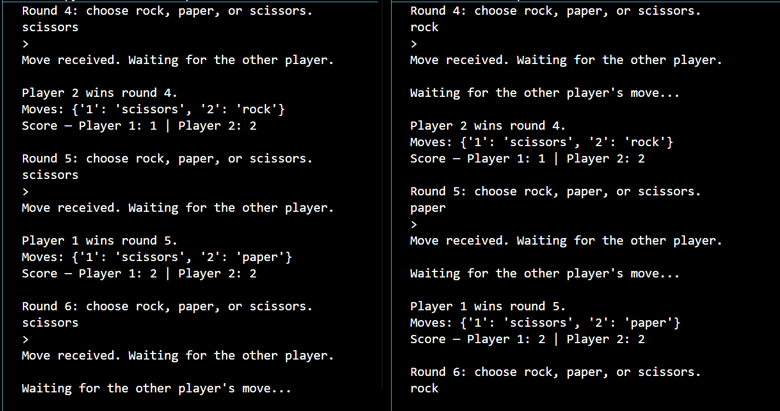 Round 4: choose rock, paper, or scissors.
scissors
>
Move received. Waiting for the other player.
Player 2 wins round 4.
Moves: {'1': 'scissors', '2': 'rock'}
Score — Player 1: 1 | Player 2: 2
Round 5: choose rock, paper, or scissors.
scissors
>
Move received. Waiting for the other player.
Player 1 wins round 5.
Moves: {'1': 'scissors', '2': 'paper'}
Score — Player 1: 2 | Player 2: 2
Round 6: choose rock, paper, or scissors.
scissors
>
Move received. Waiting for the other player.
Waiting for the other player's move...
Round 4: choose rock, paper, or scissors.
rock
>
Move received. Waiting for the other player.
Waiting for the other player's move...
Player 2 wins round 4.
Moves: {'1': 'scissors', '2': 'rock'}
Score — Player 1: 1 | Player 2: 2
Round 5: choose rock, paper, or scissors.
paper
>
Move received. Waiting for the other player.
Waiting for the other player's move...
Player 1 wins round 5.
Moves: {'1': 'scissors', '2': 'paper'}
Score — Player 1: 2 | Player 2: 2
Round 6: choose rock, paper, or scissors.
rock